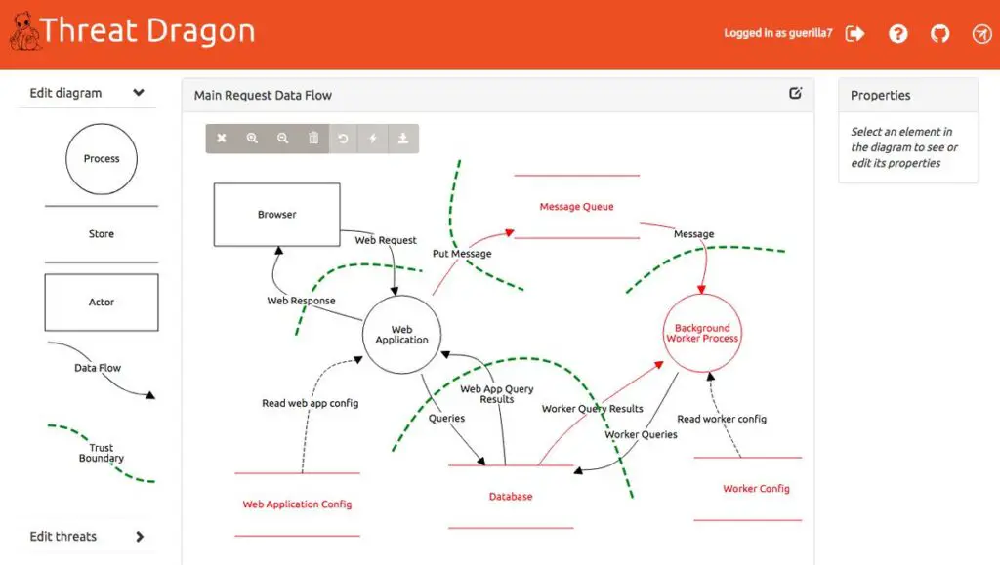 Threat Dragon
Logged in as guerilla7
Edit diagram
Process
Store
Actor
Data Flow
Trust
Boundary
Edit threats
Main Request Data Flow
Browser
Web Request
Message Queue
Put Message
Message
Web Response
Web
Application
Background
Worker Process
Read web app config
Queries
Web App Query
Results
Worker Query Results
Worker Queries
Read worker config
Web Application Config
Database
Worker Config
Properties
Select an element in
the diagram to see or
edit its properties